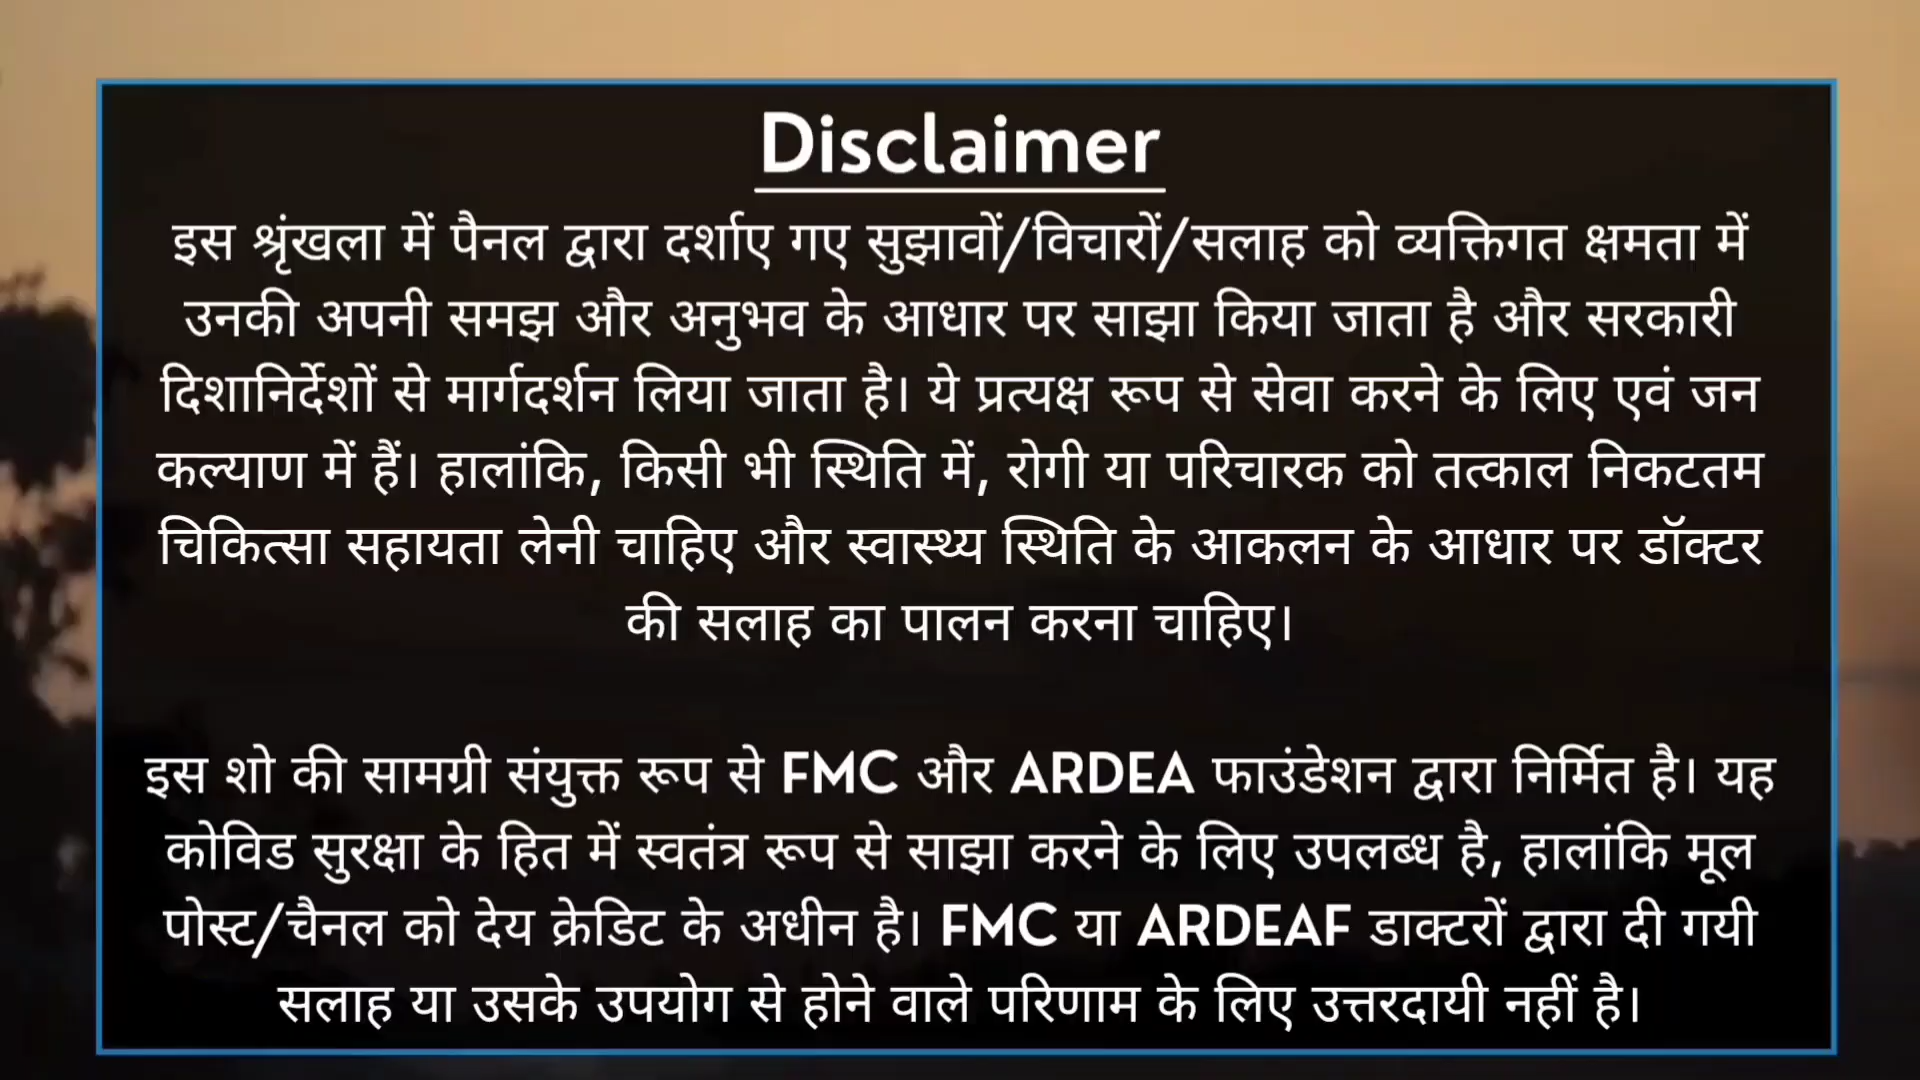 Disclaimer
इस श्रृंखला में पैनल द्वारा दर्शाए गए सुझावों/विचारों/सलाह को व्यक्तिगत क्षमता में
उनकी अपनी समझ और अनुभव के आधार पर साझा किया जाता है और सरकारी
दिशानिर्देशों से मार्गदर्शन लिया जाता है। ये प्रत्यक्ष रूप से सेवा करने के लिए एवं जन
कल्याण में हैं। हालांकि, किसी भी स्थिति में, रोगी या परिचारक को तत्काल निकटतम
चिकित्सा सहायता लेनी चाहिए और स्वास्थ्य स्थिति के आकलन के आधार पर डॉक्टर
की सलाह का पालन करना चाहिए।
इस शो की सामग्री संयुक्त रूप से FMC और ARDEA फाउंडेशन द्वारा निर्मित है। यह
कोविड सुरक्षा के हित में स्वतंत्र रूप से साझा करने के लिए उपलब्ध है, हालांकि मूल
पोस्ट/चैनल को देय क्रेडिट के अधीन है। FMC या ARDEAF डाक्टरों द्वारा दी गयी
सलाह या उसके उपयोग से होने वाले परिणाम के लिए उत्तरदायी नहीं है।